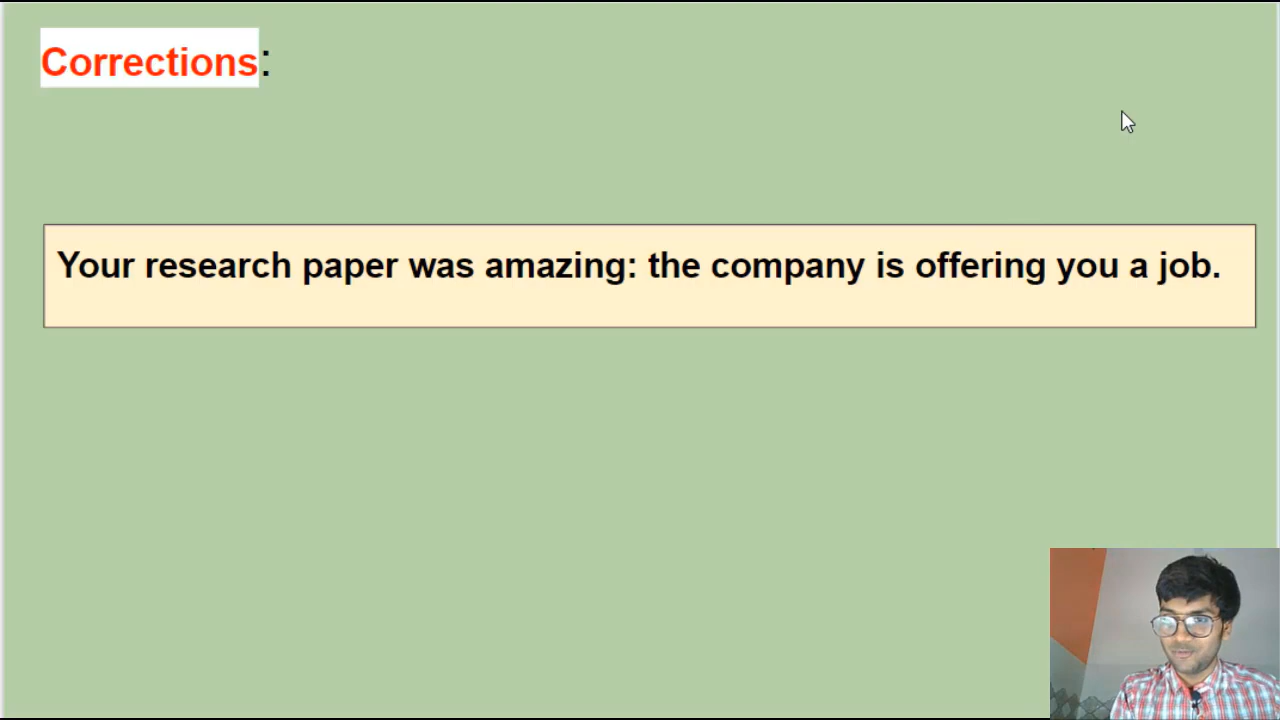 Corrections:
Your research paper was amazing: the company is offering you a job.